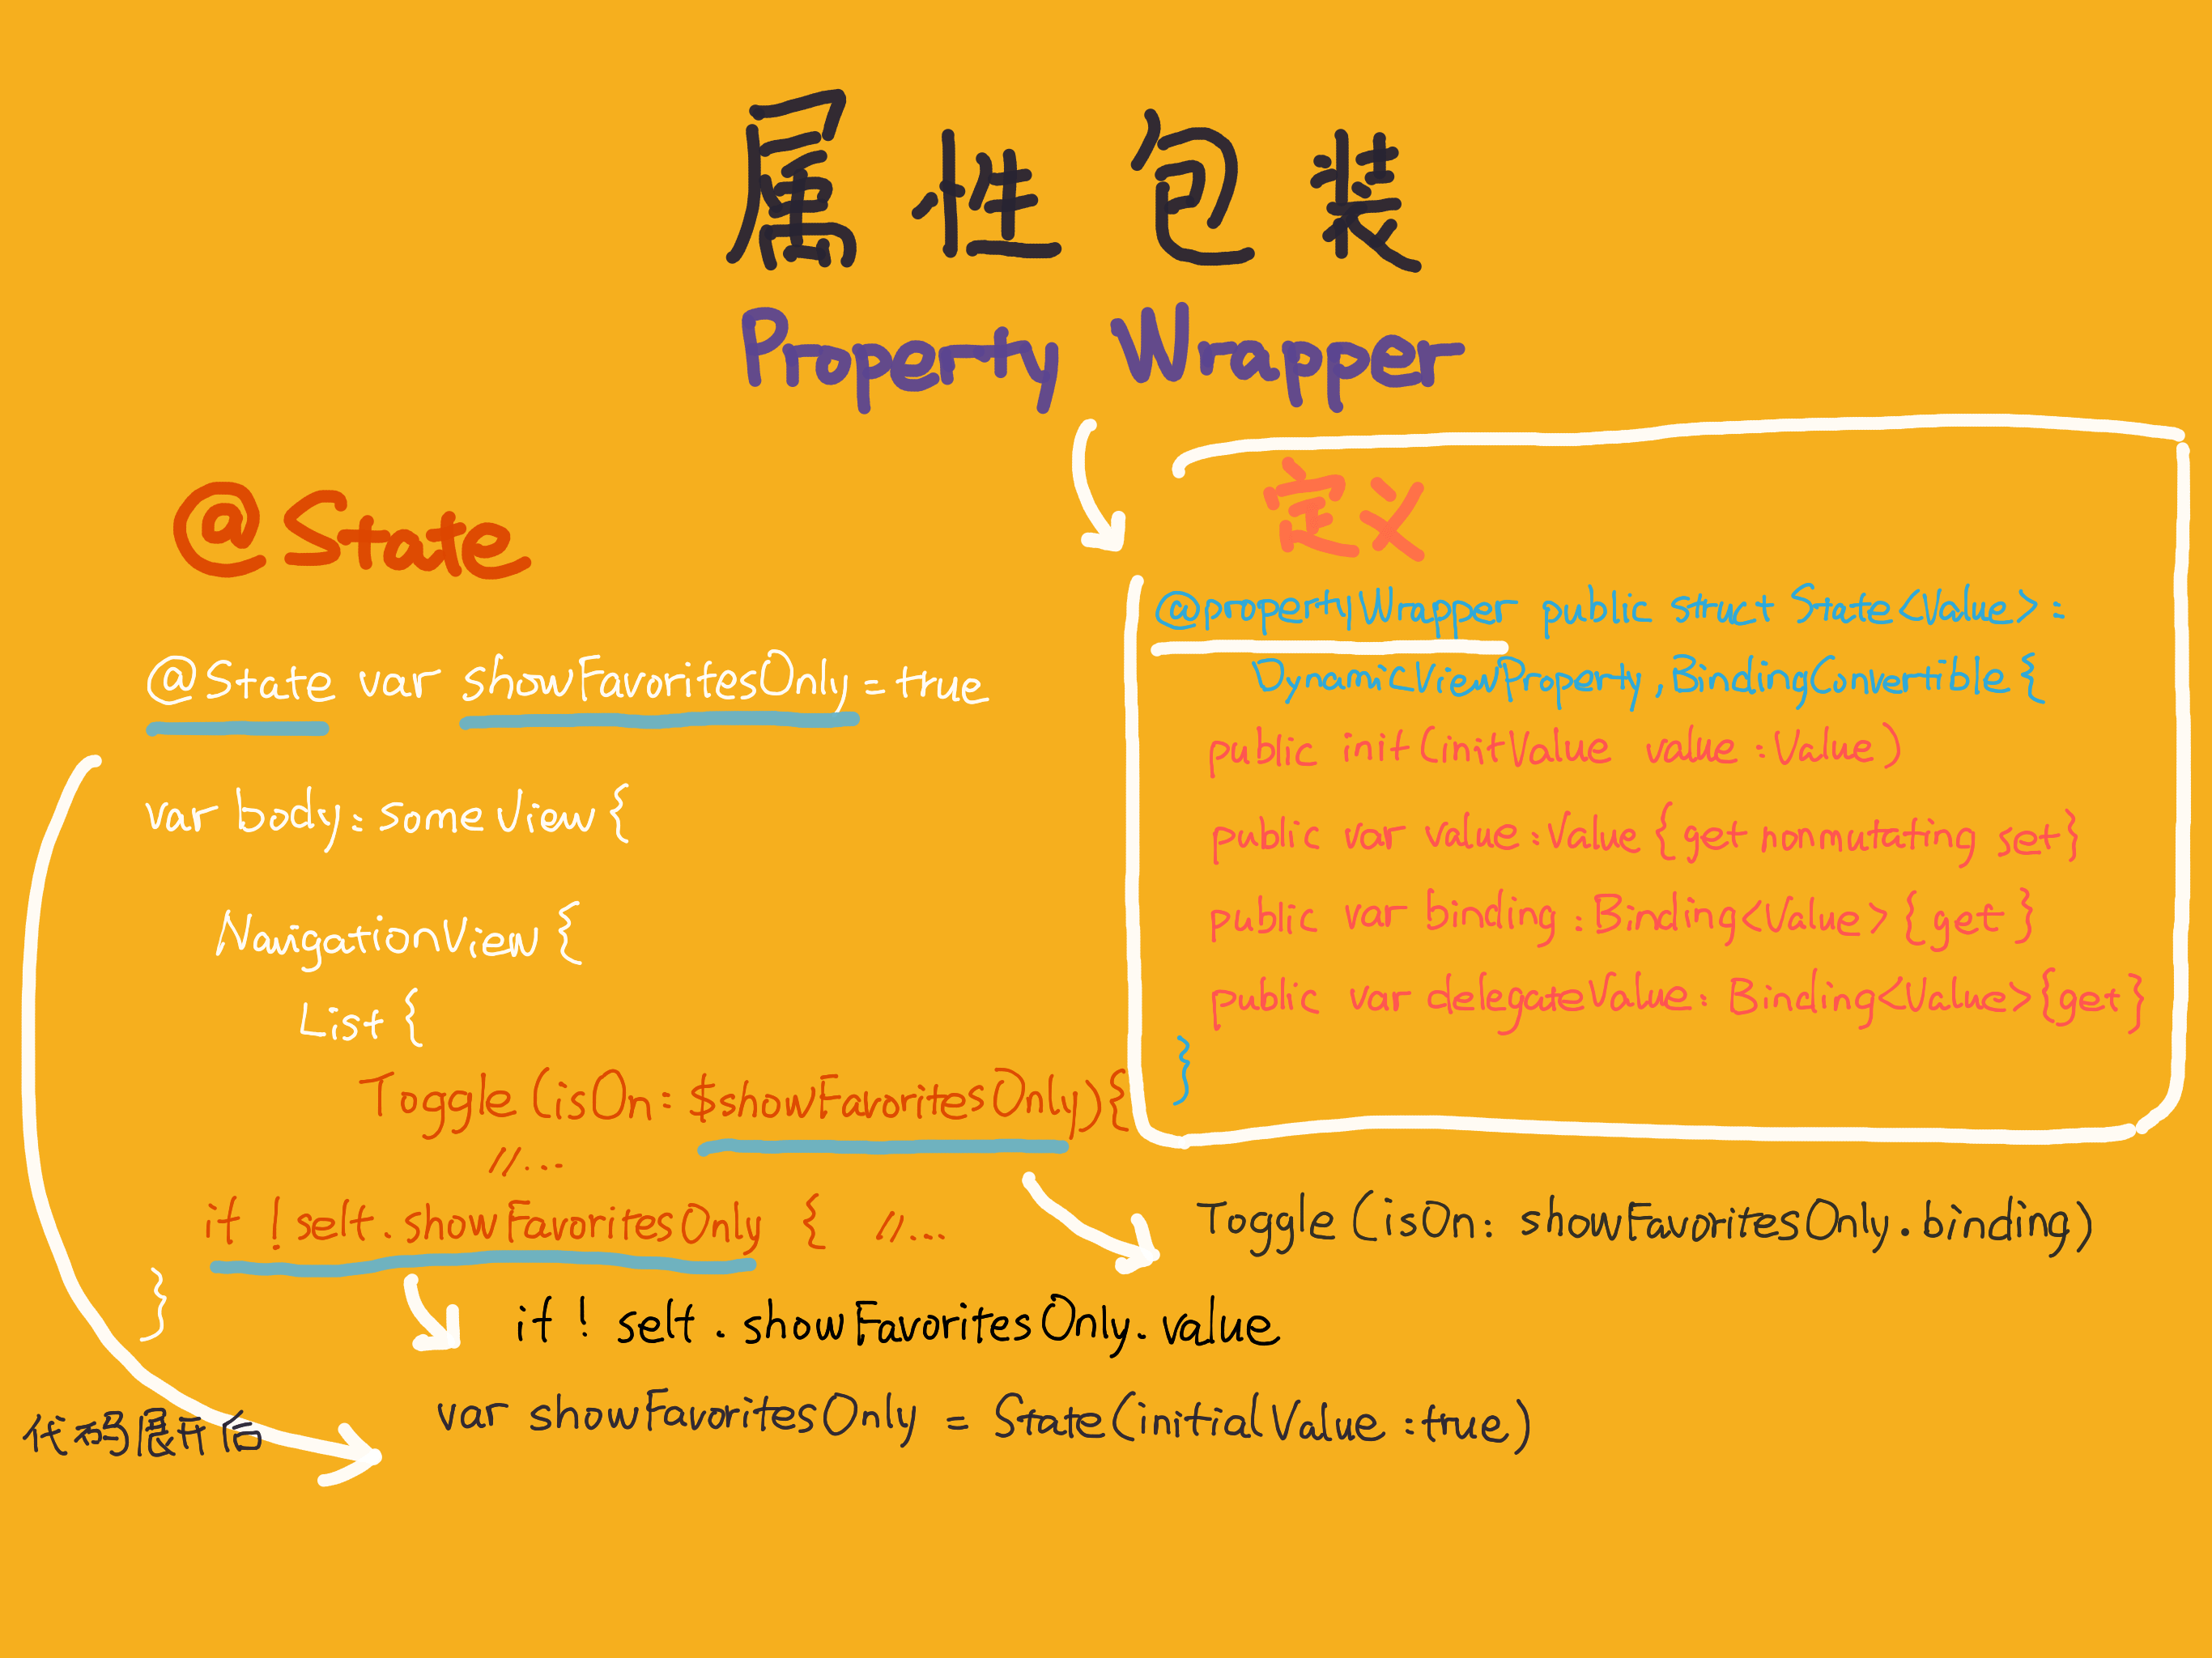 属性包装
Property Wrapper
@State
@State var showFavoritesOnly = true
var body: some View {
NavigationView {
List {
Toggle (isOn: $showFavoritesOnly){
//...
if ! self.showFavoritesOnly { //...
}
定义
@propertyWrapper public struct State<Value>:
DynamicViewProperty, BindingConvertible {
public init(initValue value: Value)
public var value: Value {get nonmutating set}
public var binding: Binding<Value> {get}
public var delegateValue: Binding<Value> {get}
}
Toggle (isOn: showFavoritesOnly.binding)
if ! self.showFavoritesOnly.value
代码展开后
var showFavoritesOnly = State(initialValue: true)